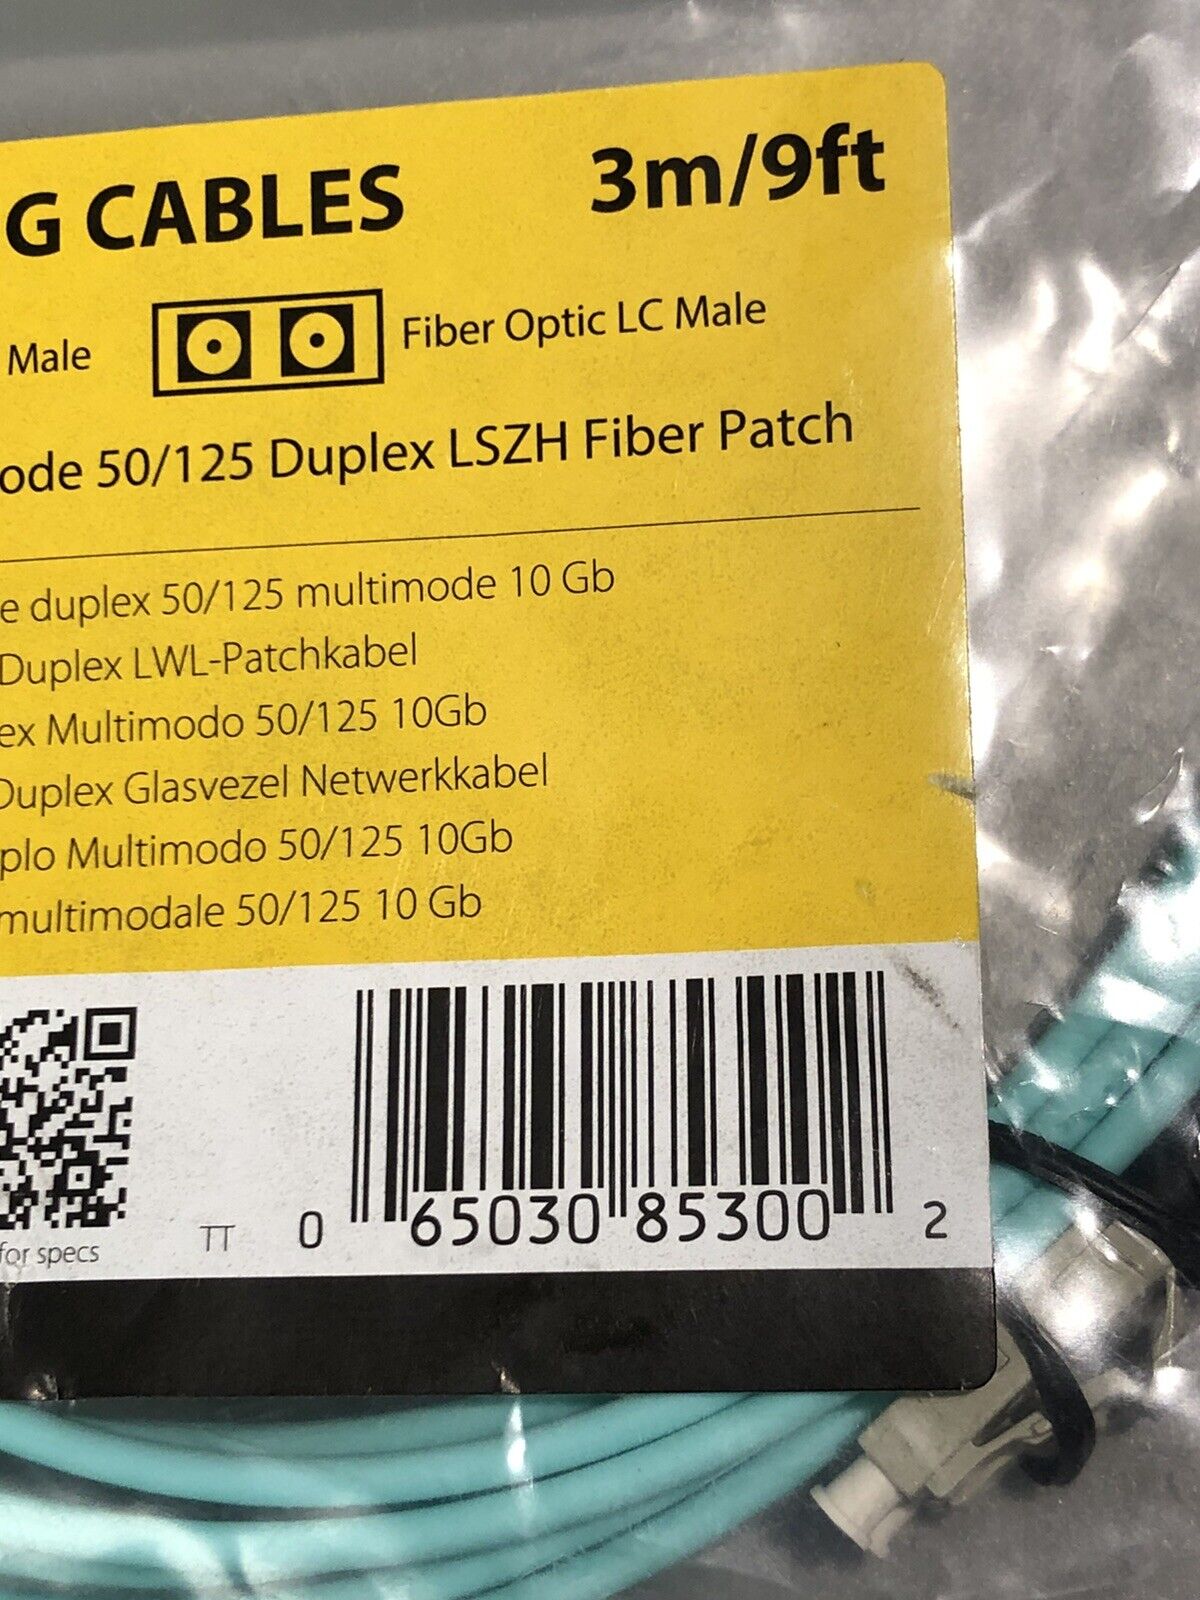 G CABLES 3m/9ft
Male Fiber Optic LC Male
ode 50/125 Duplex LSZH Fiber Patch
e duplex 50/125 multimode 10 Gb
Duplex LWL-Patchkabel
ex Multimodo 50/125 10Gb
Duplex Glasvezel Netwerkkabel
plo Multimodo 50/125 10Gb
multimodale 50/125 10 Gb
for specs
TT 0 65030 85300 2